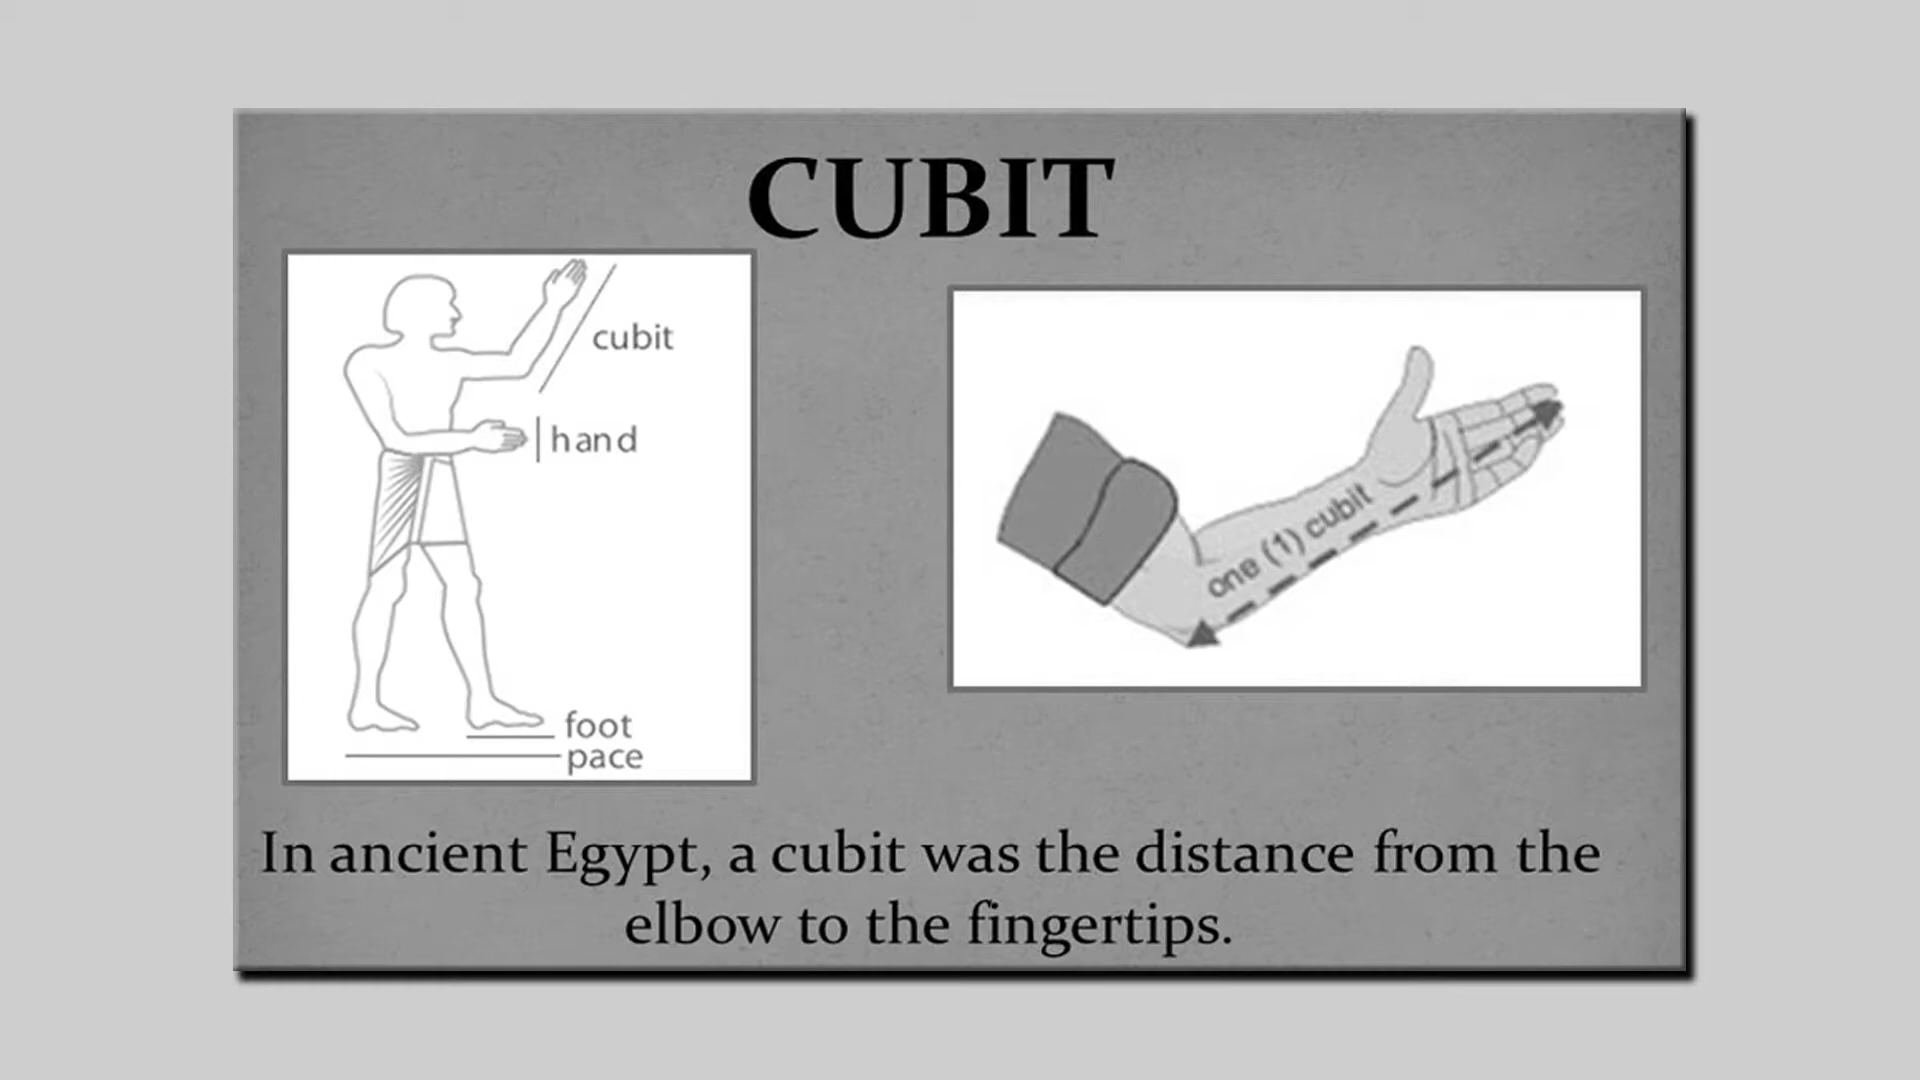 CUBIT
cubit
hand
foot
pace
one (1) cubit
In ancient Egypt, a cubit was the distance from the
elbow to the fingertips.